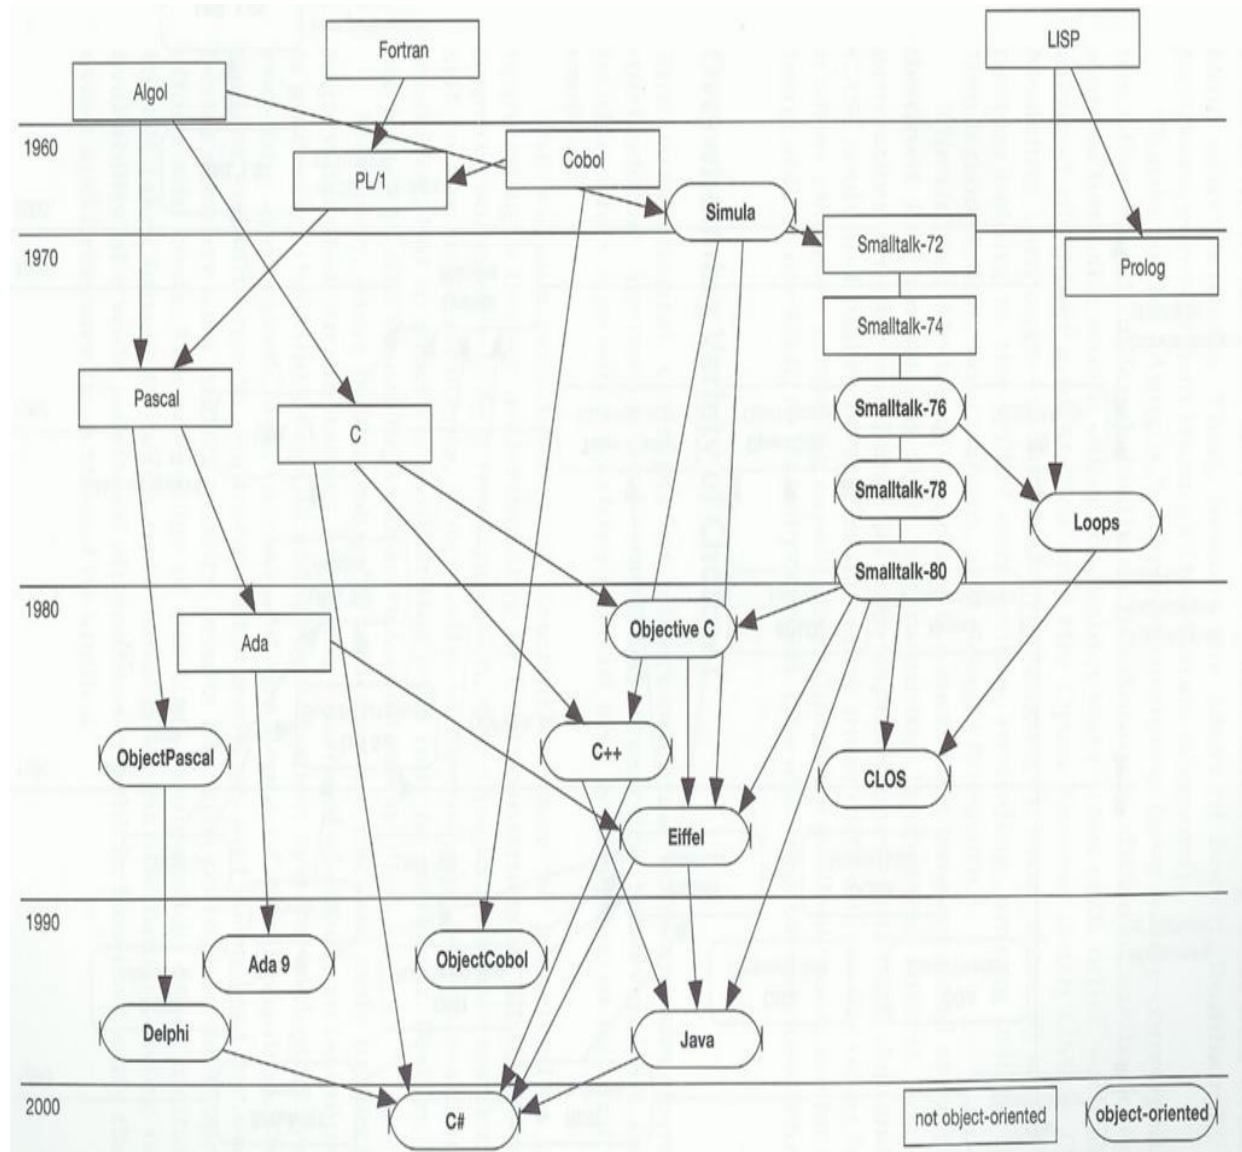 Fortran
LISP
Algol
1960
Cobol
PL/1
Simula
Smalltalk-72
1970
Prolog
Smalltalk-74
Pascal
Smalltalk-76
C
Smalltalk-78
Loops
Smalltalk-80
1980
Objective C
Ada
ObjectPascal
C++
CLOS
Eiffel
1990
Ada 9
ObjectCobol
Delphi
Java
2000
C#
not object-oriented
object-oriented